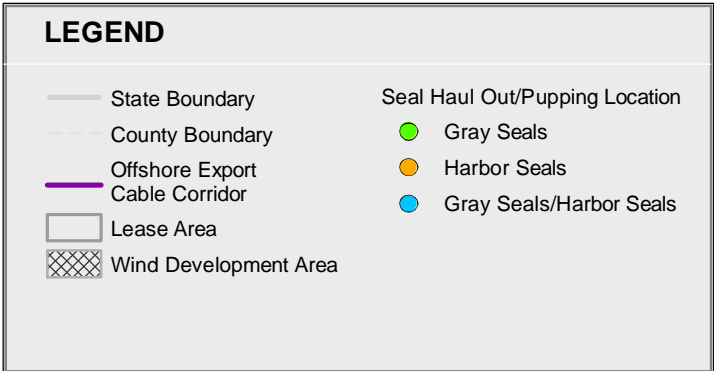 LEGEND
State Boundary
County Boundary
Offshore Export
Cable Corridor
Lease Area
Wind Development Area
Seal Haul Out/Pupping Location
Gray Seals
Harbor Seals
Gray Seals/Harbor Seals